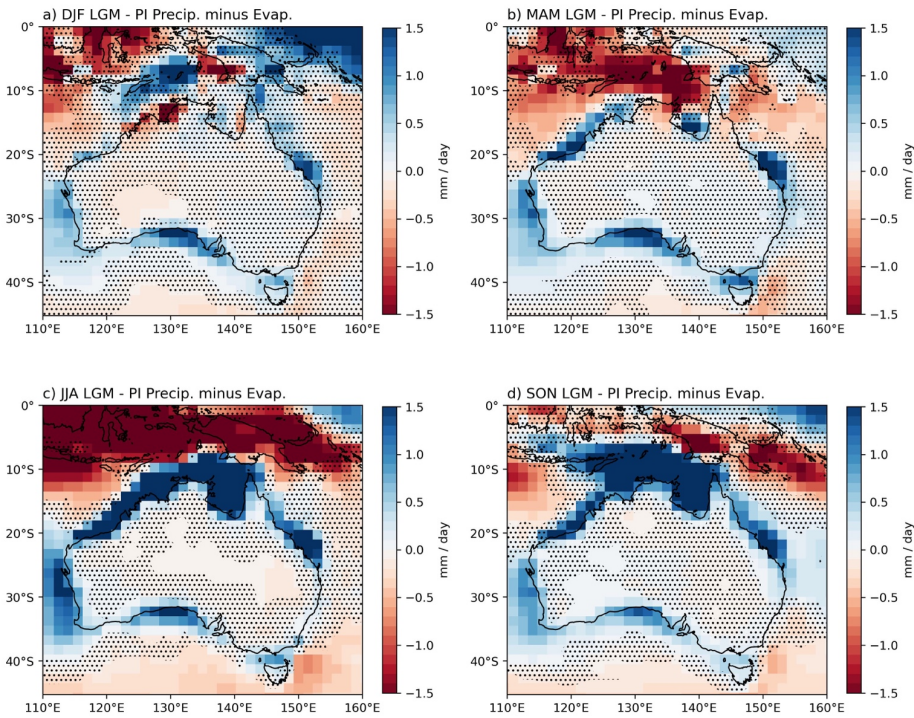 a) DJF LGM - PI Precip. minus Evap.
0°
10°S
20°S
30°S
40°S
110°E 120°E 130°E 140°E 150°E 160°E
1.5
1.0
0.5
0.0
−0.5
−1.0
−1.5
mm / day
b) MAM LGM - PI Precip. minus Evap.
0°
10°S
20°S
30°S
40°S
110°E 120°E 130°E 140°E 150°E 160°E
1.5
1.0
0.5
0.0
−0.5
−1.0
−1.5
mm / day
c) JJA LGM - PI Precip. minus Evap.
0°
10°S
20°S
30°S
40°S
110°E 120°E 130°E 140°E 150°E 160°E
1.5
1.0
0.5
0.0
−0.5
−1.0
−1.5
mm / day
d) SON LGM - PI Precip. minus Evap.
0°
10°S
20°S
30°S
40°S
110°E 120°E 130°E 140°E 150°E 160°E
1.5
1.0
0.5
0.0
−0.5
−1.0
−1.5
mm / day